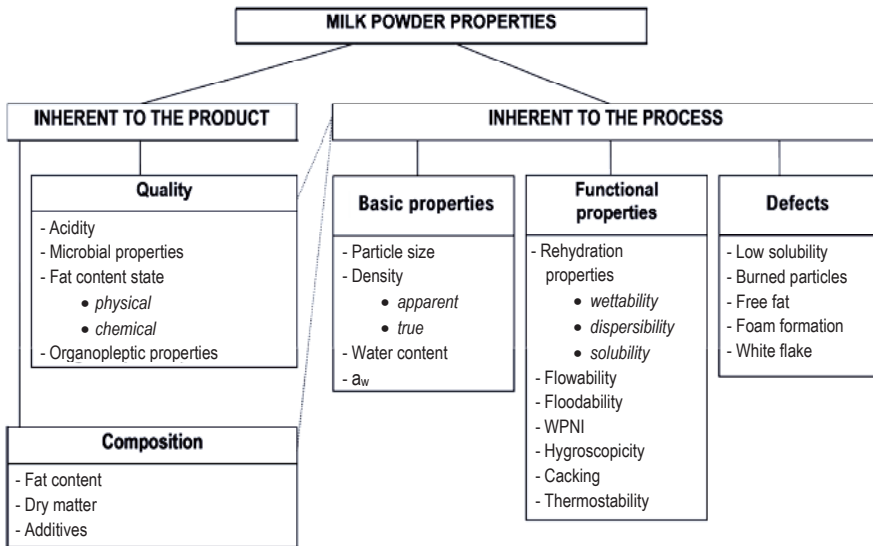 MILK POWDER PROPERTIES
INHERENT TO THE PRODUCT
INHERENT TO THE PROCESS
Quality
- Acidity
- Microbial properties
- Fat content state
• physical
• chemical
- Organopleptic properties
Composition
- Fat content
- Dry matter
- Additives
Basic properties
- Particle size
- Density
• apparent
• true
- Water content
- aw
Functional
properties
- Rehydration
properties
• wettability
• dispersibility
• solubility
- Flowability
- Floodability
- WPNI
- Hygroscopicity
- Cacking
- Thermostability
Defects
- Low solubility
- Burned particles
- Free fat
- Foam formation
- White flake